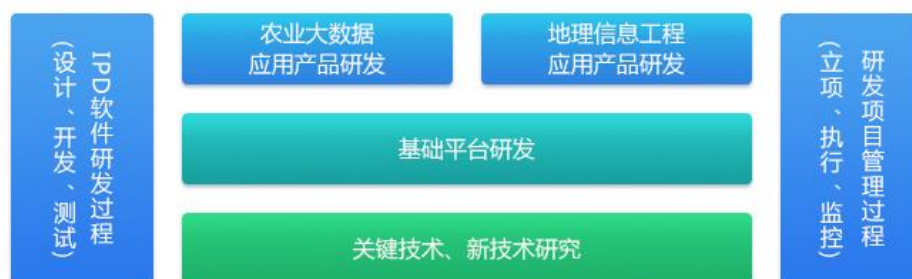 IPD软件研发过程
（设计、开发、测试）
农业大数据
应用产品研发
地理信息工程
应用产品研发
基础平台研发
关键技术、新技术研究
研发项目管理过程
（立项、执行、监控）